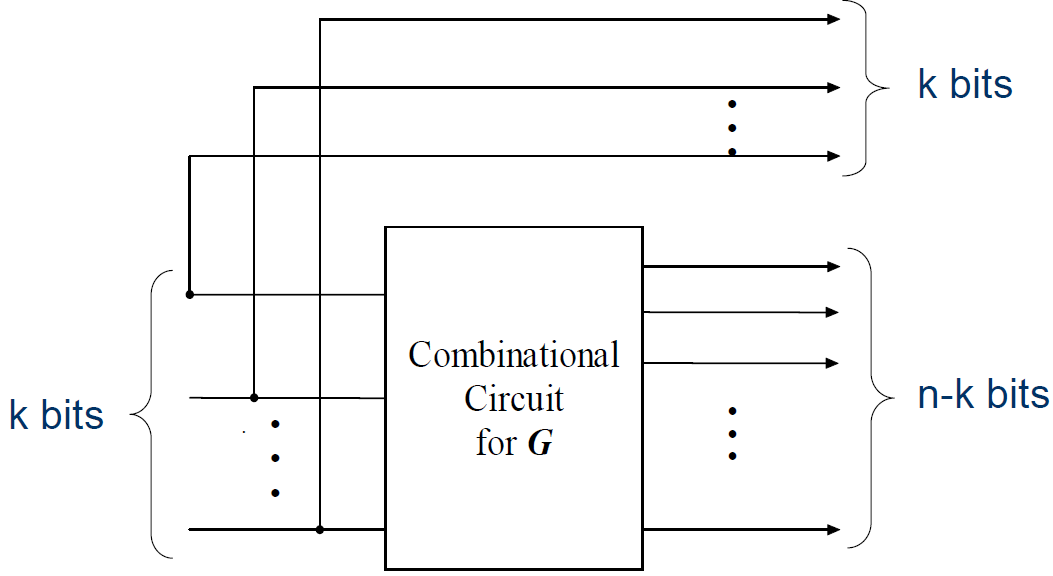 k bits
k bits
Combinational
Circuit
for G
n-k bits